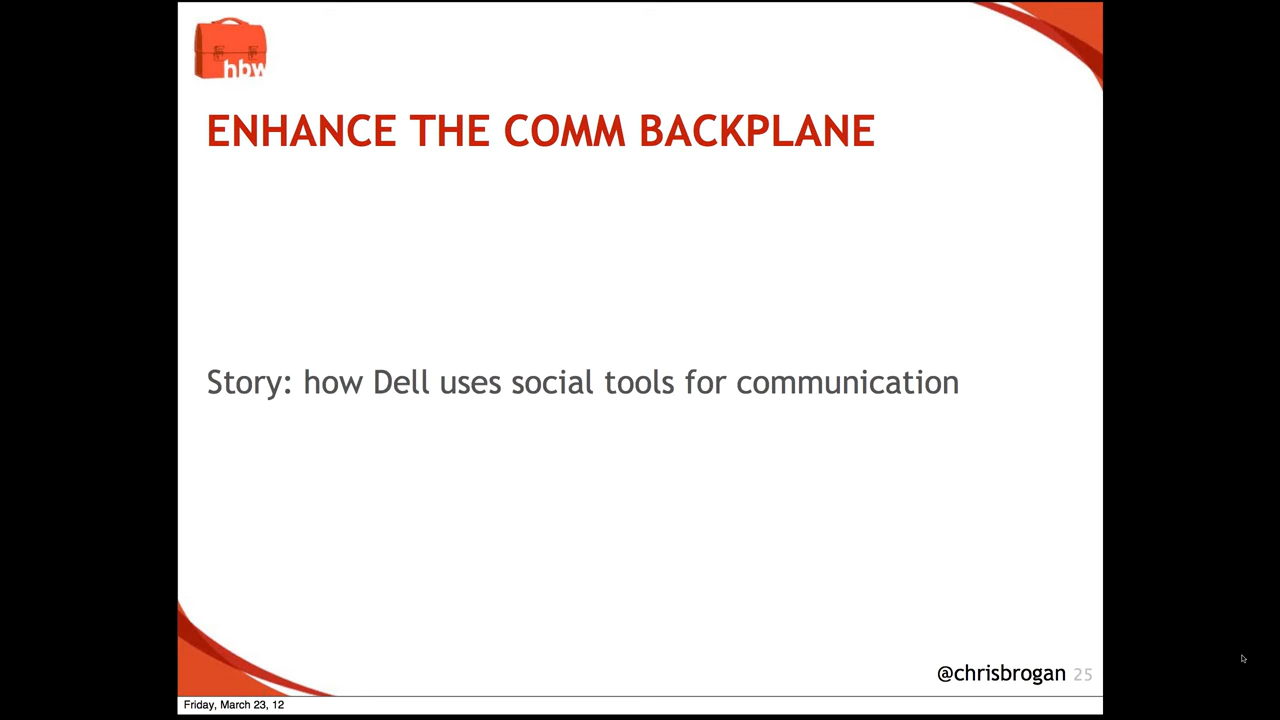 hbw
ENHANCE THE COMM BACKPLANE
Story: how Dell uses social tools for communication
@chrisbrogan 25
Friday, March 23, 12